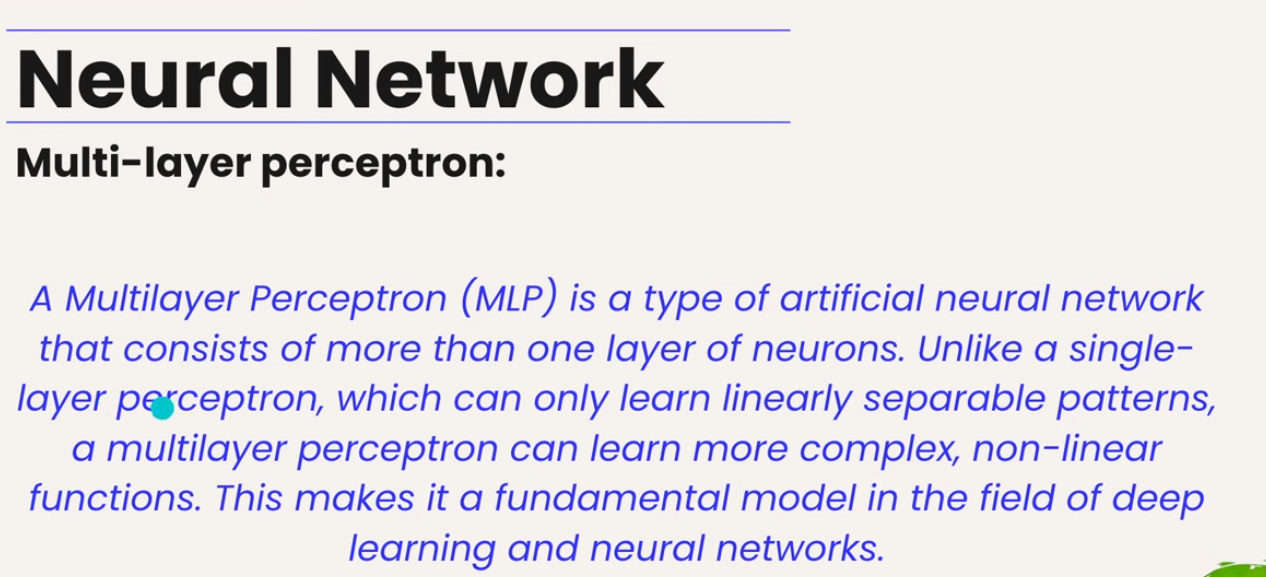 Neural Network
Multi-layer perceptron:
A Multilayer Perceptron (MLP) is a type of artificial neural network
that consists of more than one layer of neurons. Unlike a single-
layer perceptron, which can only learn linearly separable patterns,
a multilayer perceptron can learn more complex, non-linear
functions. This makes it a fundamental model in the field of deep
learning and neural networks.